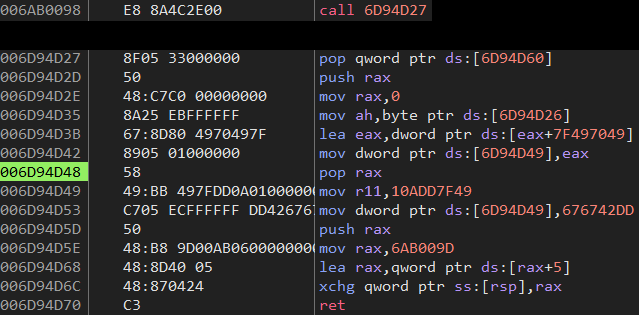 006AB0098 E8 8A4C2E00 call 6D94D27
006D94D27 8F05 33000000 pop qword ptr ds:[6D94D60]
006D94D2D 50 push rax
006D94D2E 48:C7C0 00000000 mov rax,0
006D94D35 8A25 EBFFFFFF mov ah,byte ptr ds:[6D94D26]
006D94D3B 67:8D80 4970497F lea eax,dword ptr ds:[eax+7F497049]
006D94D42 8905 01000000 mov dword ptr ds:[6D94D49],eax
006D94D48 58 pop rax
006D94D49 49:BB 497FDD0A01000000 mov r11,10ADD7F49
006D94D53 C705 ECFFFFFF DD426767 mov dword ptr ds:[6D94D49],676742DD
006D94D5D 50 push rax
006D94D5E 48:B8 9D00AB0600000000 mov rax,6AB009D
006D94D68 48:8D40 05 lea rax,qword ptr ds:[rax+5]
006D94D6C 48:870424 xchg qword ptr ss:[rsp],rax
006D94D70 C3 ret